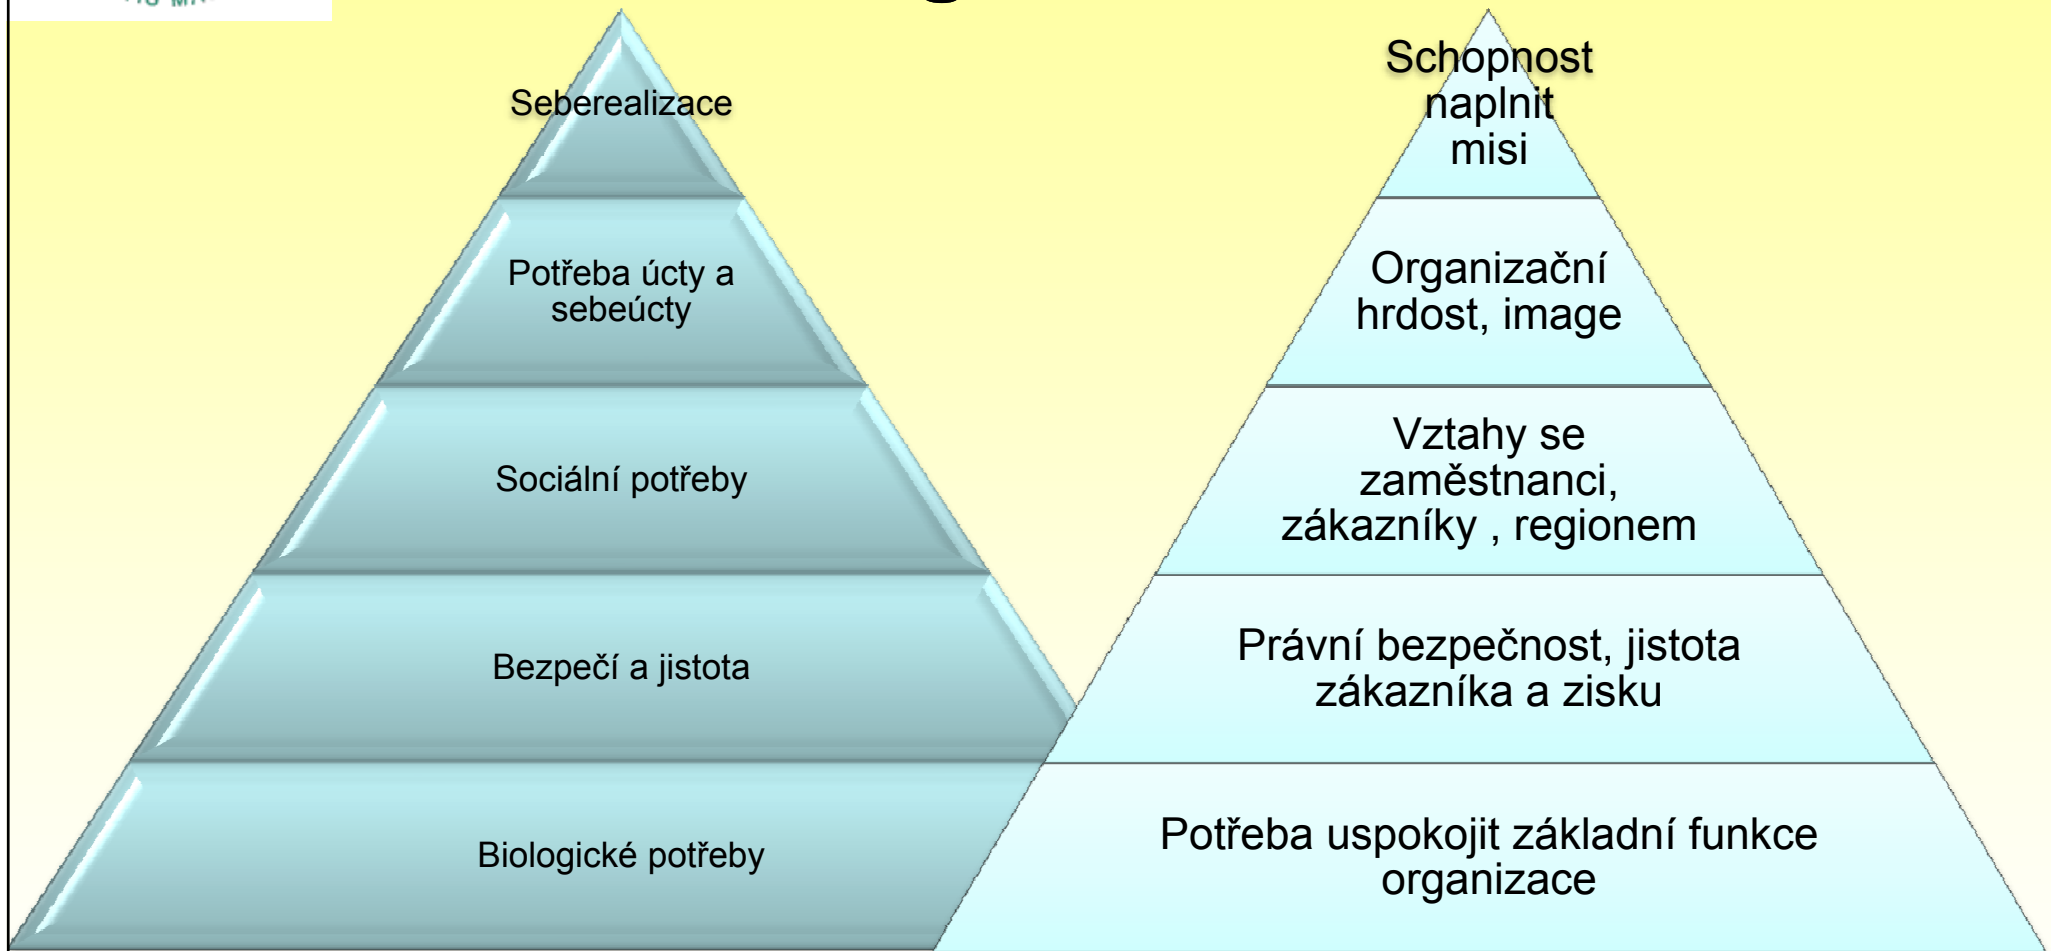 Seberealizace
Potřeba úcty a
sebeúcty
Sociální potřeby
Bezpečí a jistota
Biologické potřeby
Schopnost
naplnit
misi
Organizační
hrdost, image
Vztahy se
zaměstnanci,
zákazníky , regionem
Právní bezpečnost, jistota
zákazníka a zisku
Potřeba uspokojit základní funkce
organizace